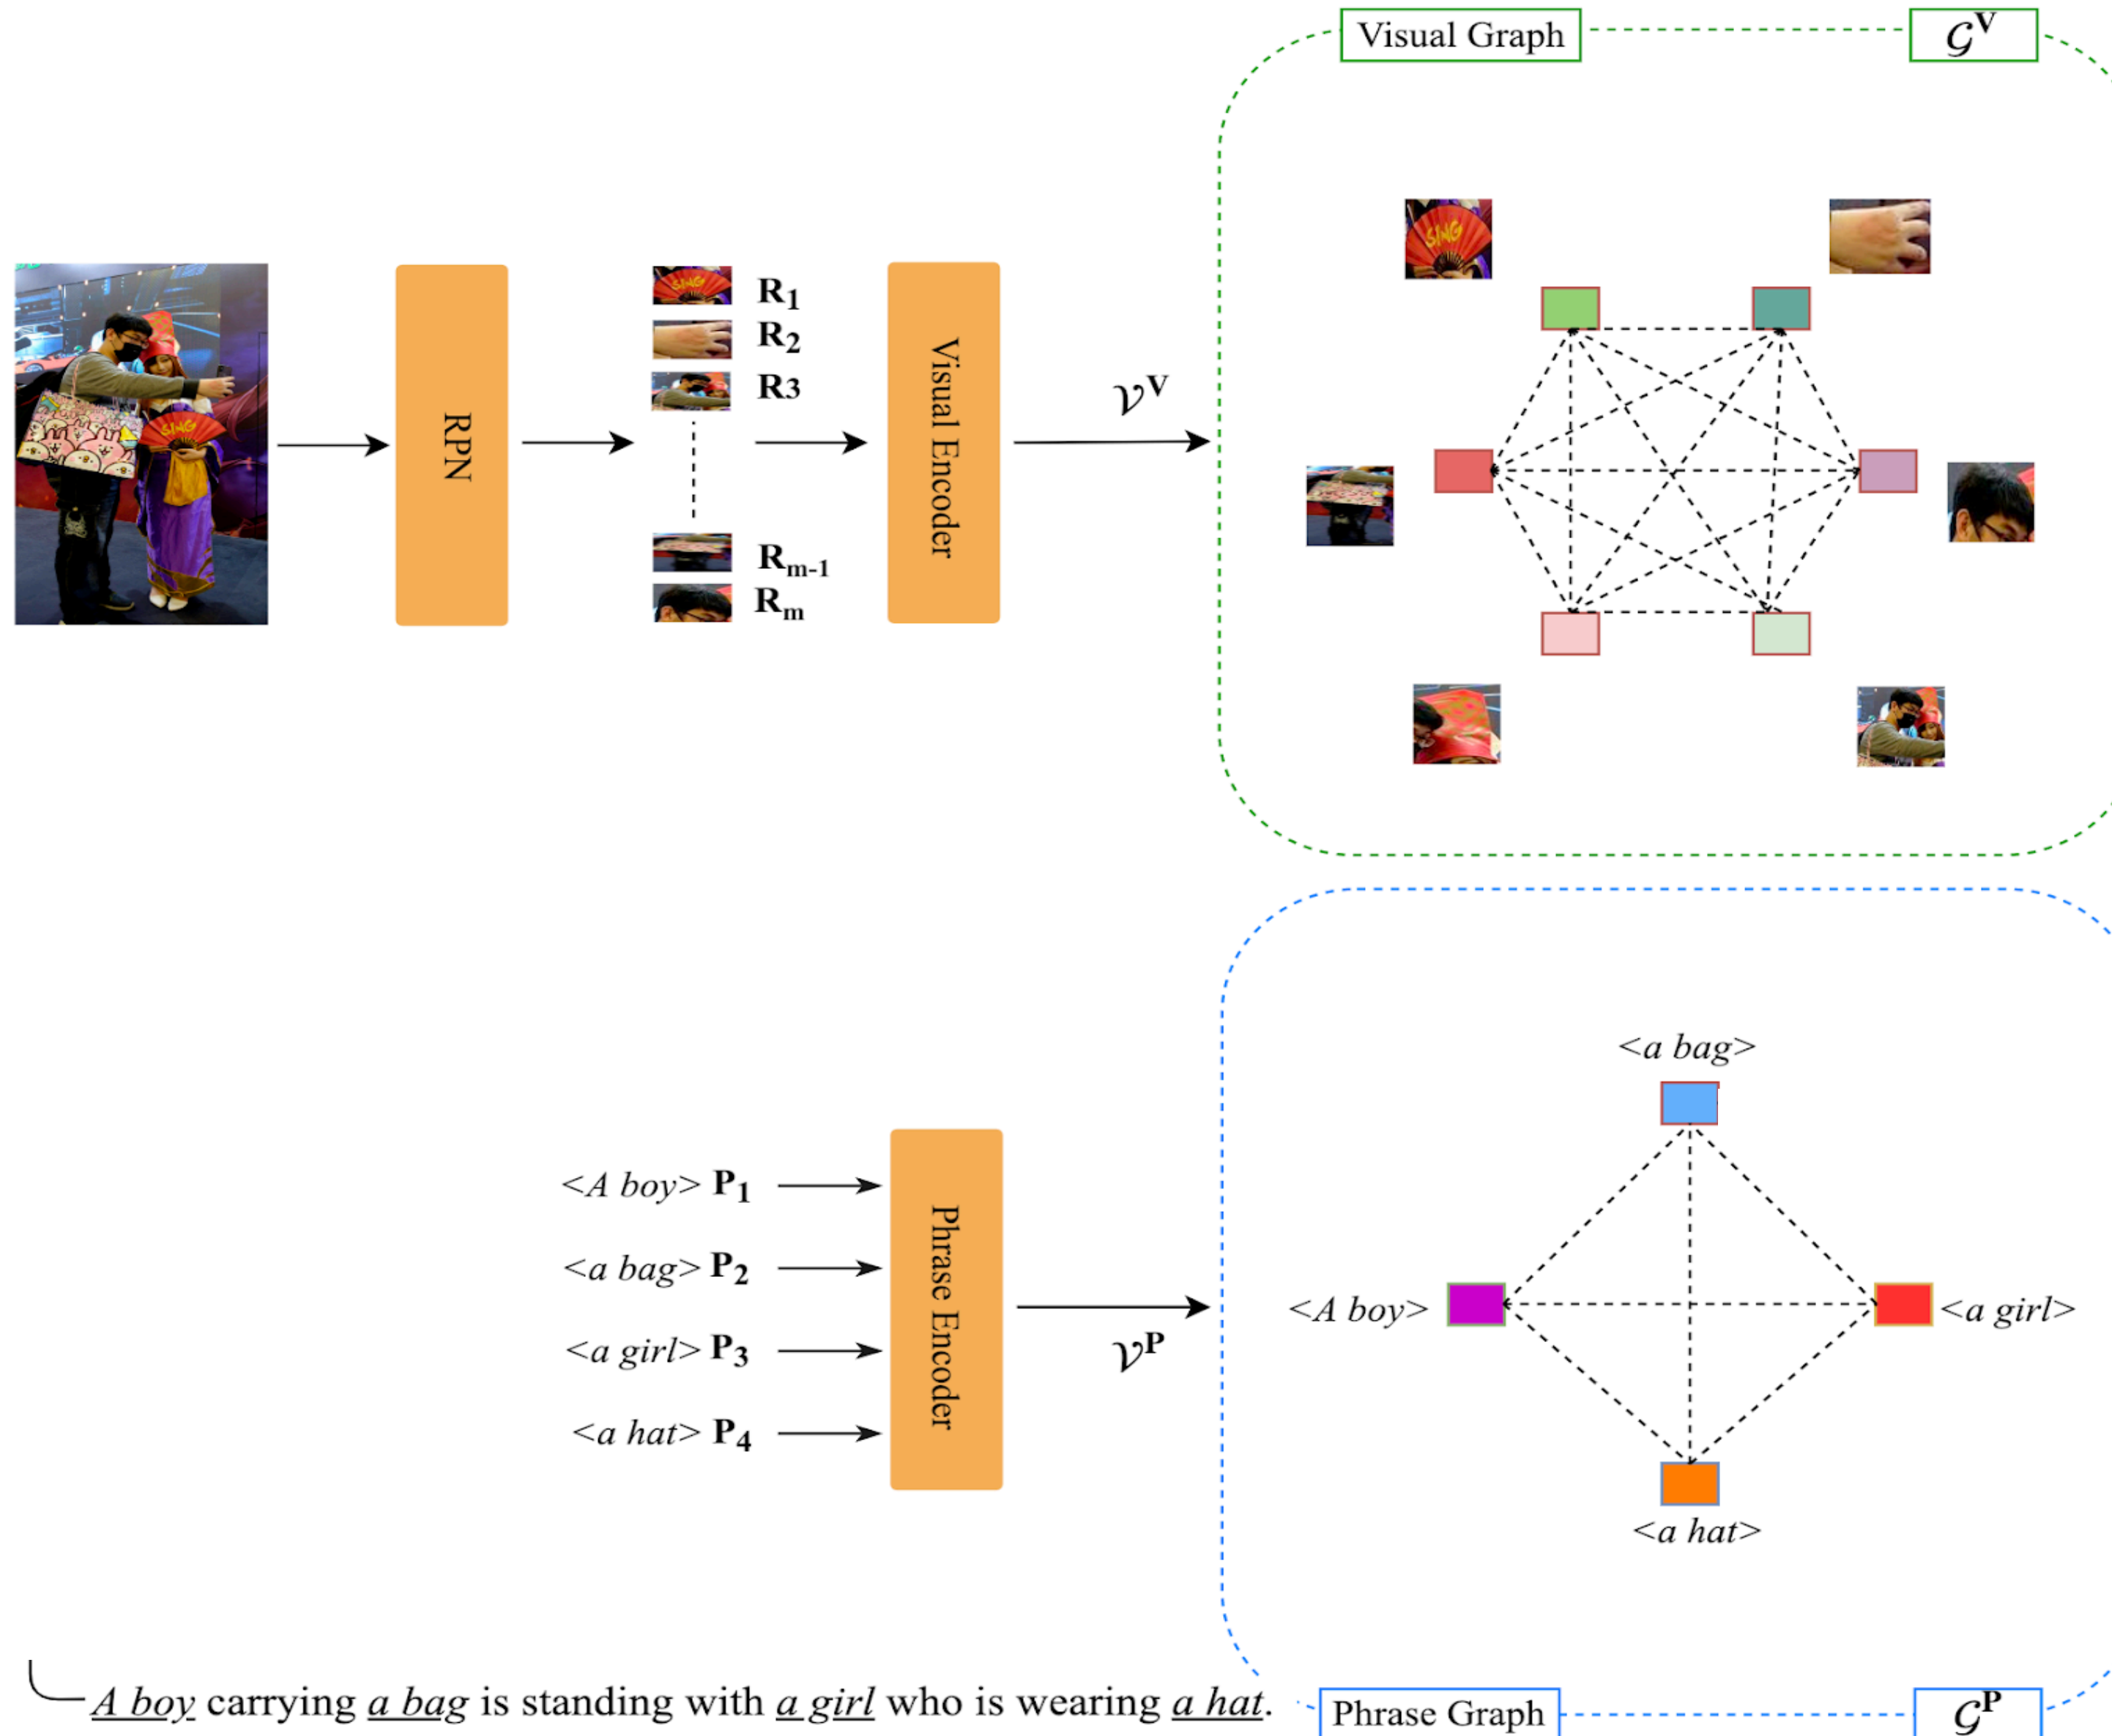 Visual Graph
𝒢^V
SING
SING
R1
R2
R3
Rm-1
Rm
SING
RPN
Visual Encoder
𝒱^V
<a bag>
<A boy> P1
<a bag> P2
<a girl> P3
<a hat> P4
Phrase Encoder
𝒱^P
<A boy>
<a girl>
<a hat>
A boy carrying a bag is standing with a girl who is wearing a hat.
Phrase Graph
𝒢^P